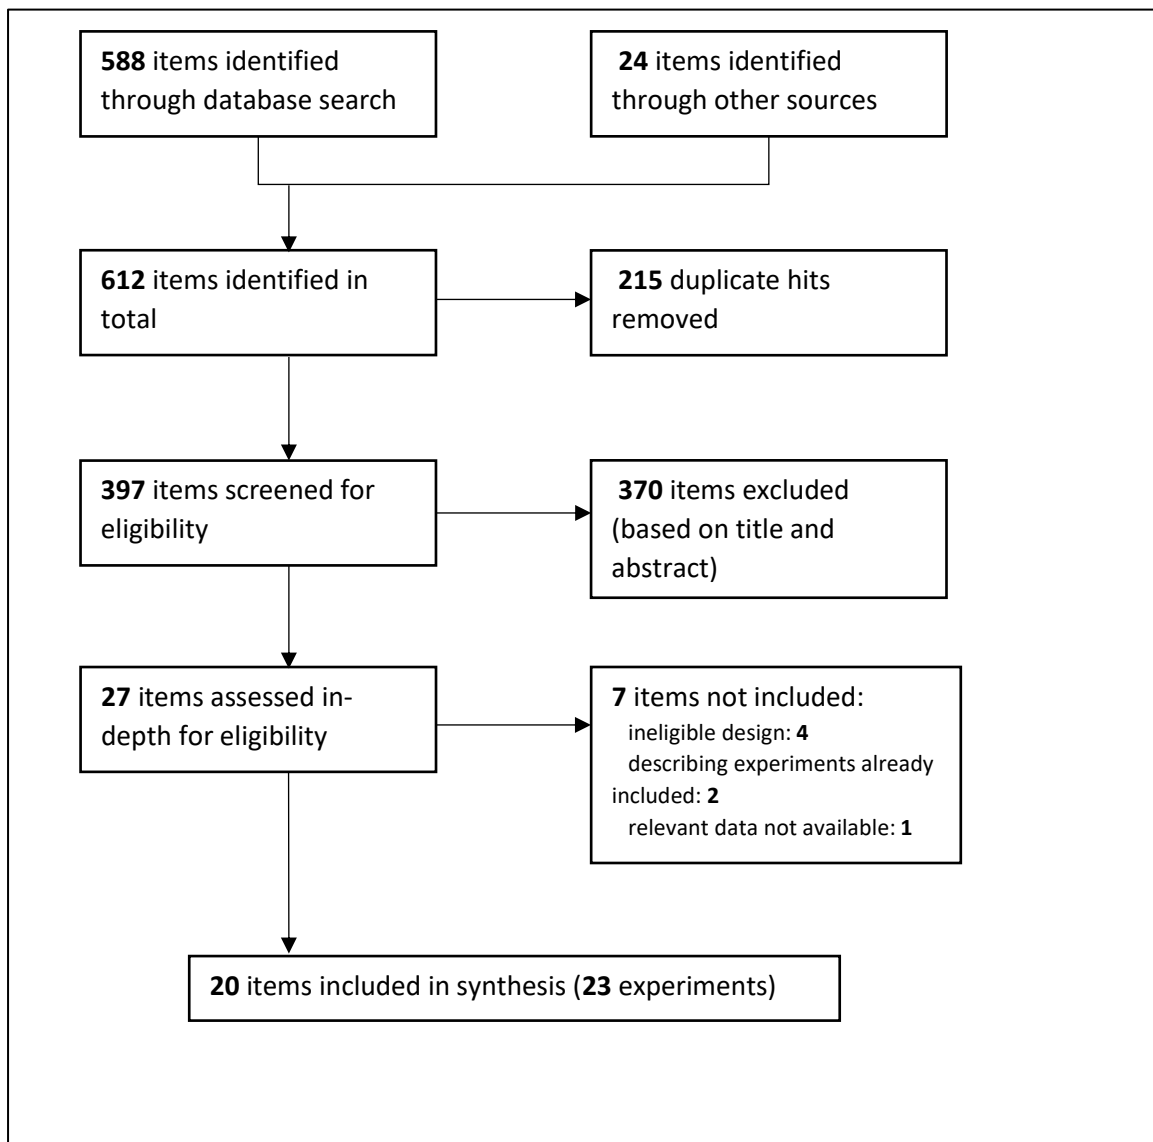 588 items identified
through database search
24 items identified
through other sources
612 items identified in
total
215 duplicate hits
removed
397 items screened for
eligibility
370 items excluded
(based on title and
abstract)
27 items assessed in-
depth for eligibility
7 items not included:
ineligible design: 4
describing experiments already
included: 2
relevant data not available: 1
20 items included in synthesis (23 experiments)